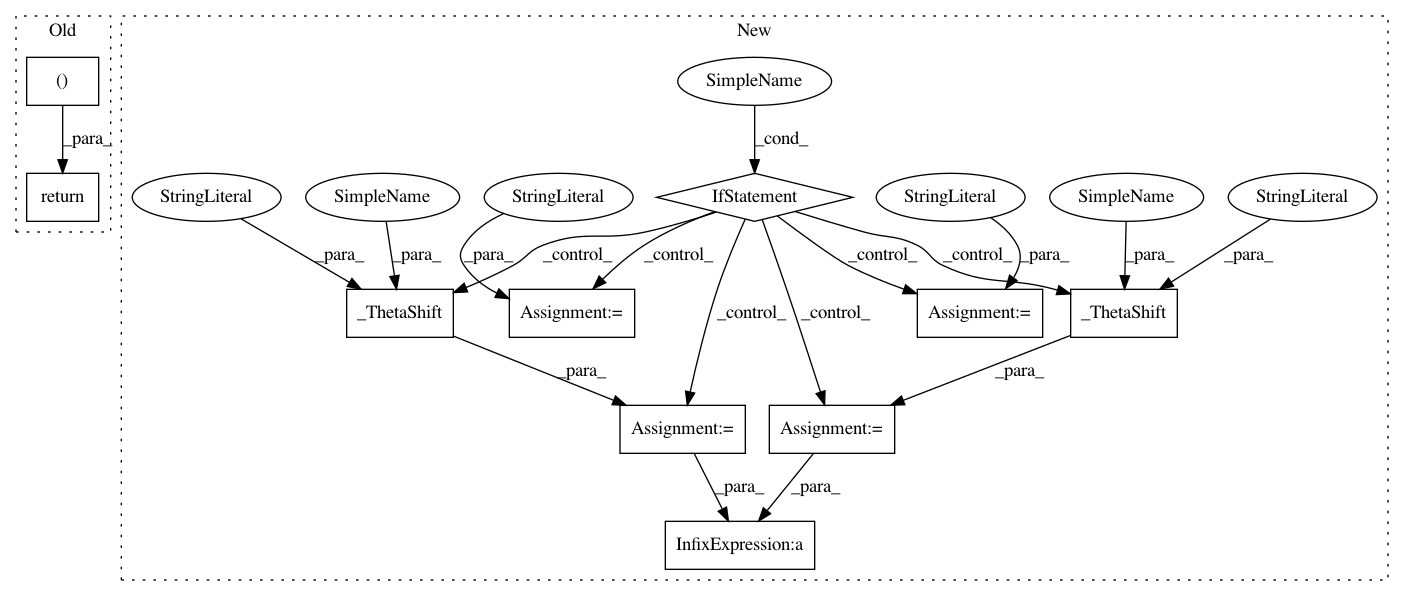 Old
New
()
SimpleName
_para_
_cond_
return
StringLiteral
SimpleName
StringLiteral
IfStatement
StringLiteral
SimpleName
StringLiteral
_para_
_para_
_para_
_control_
_control_
_control_
_para_
_control_
_para_
_para_
_ThetaShift
Assignment:=
_control_
_control_
Assignment:=
_ThetaShift
_para_
_para_
Assignment:=
Assignment:=
_para_
_para_
InfixExpression:a